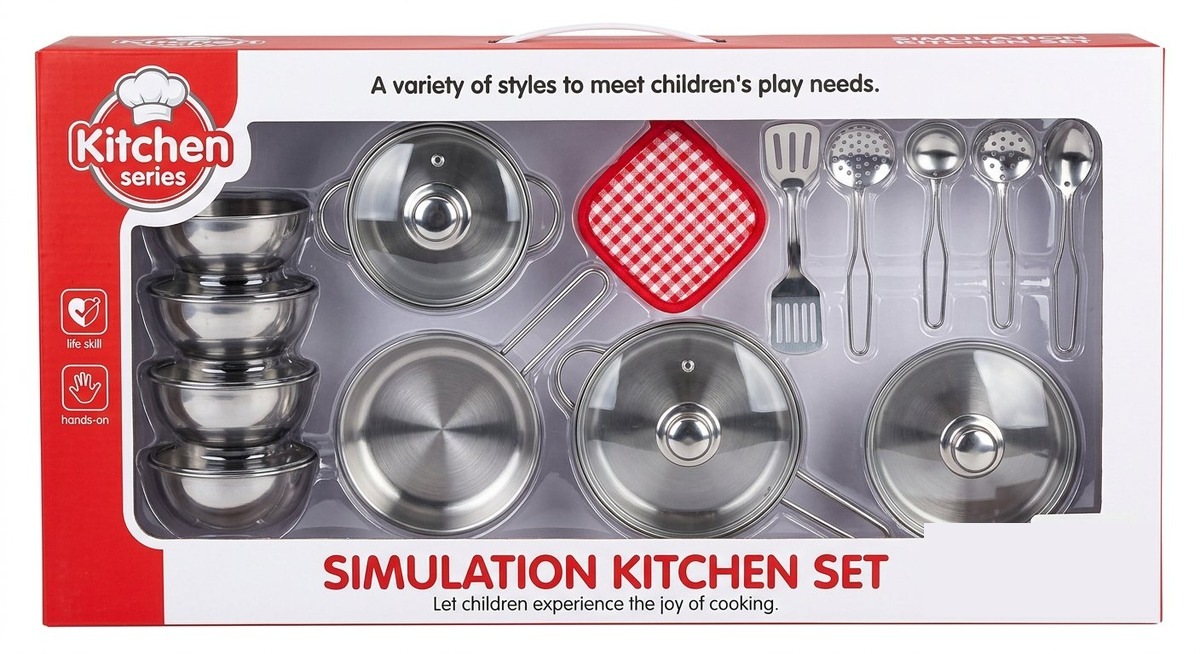 SIMULATION
KITCHEN SET
A variety of styles to meet children's play needs.
Kitchen
series
life skill
hands-on
SIMULATION KITCHEN SET
Let children experience the joy of cooking.